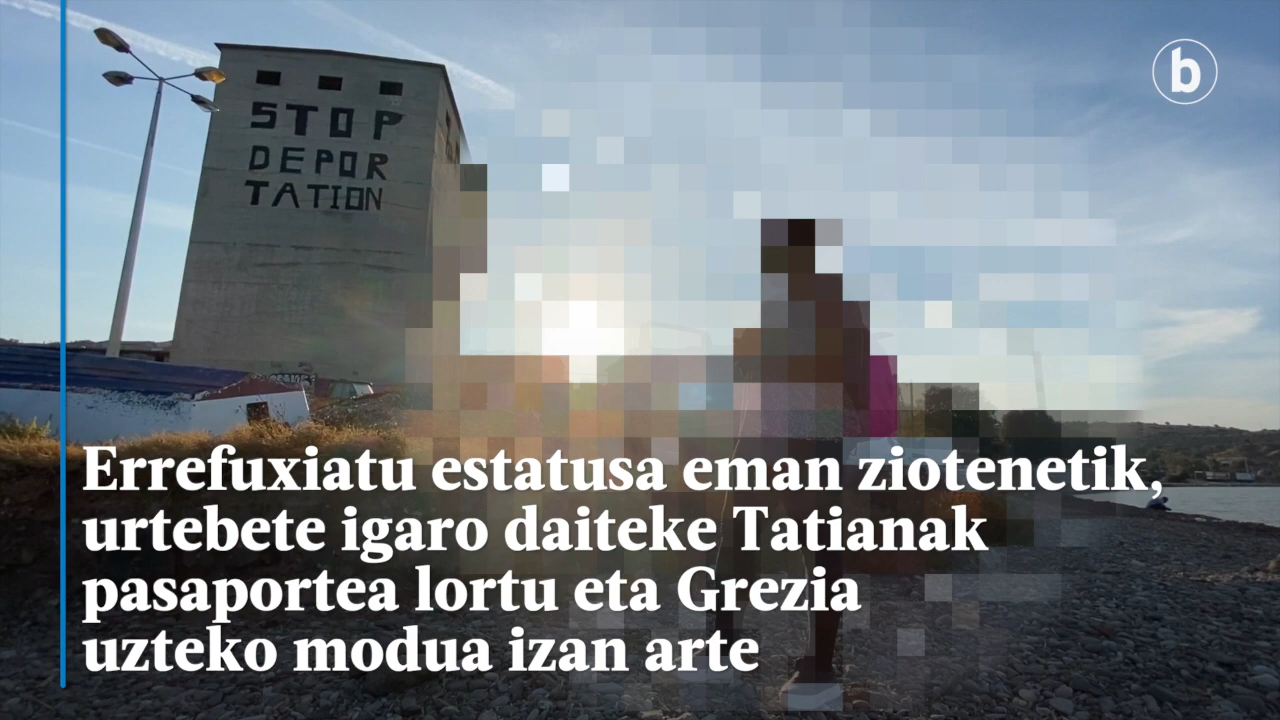 STOP
DEPOR
TATION
b
Errefuxiatu estatusa eman ziotenetik,
urtebete igaro daiteke Tatianak
pasaportea lortu eta Grezia
uzteko modua izan arte